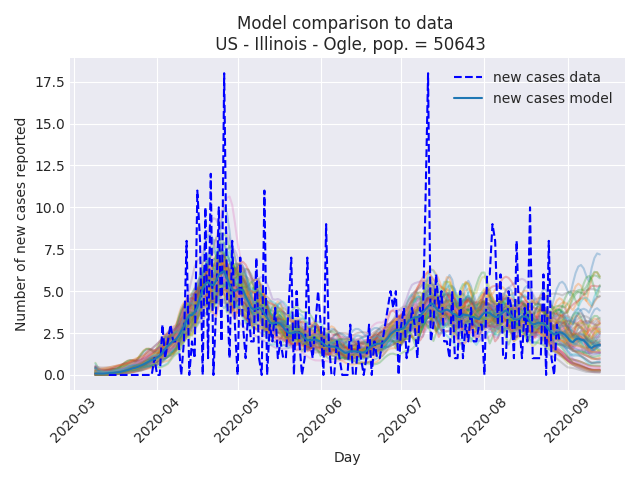 Model comparison to data
US - Illinois - Ogle, pop. = 50643
new cases data
new cases model
Number of new cases reported
17.5
15.0
12.5
10.0
7.5
5.0
2.5
0.0
2020-03
2020-04
2020-05
2020-06
2020-07
2020-08
2020-09
Day